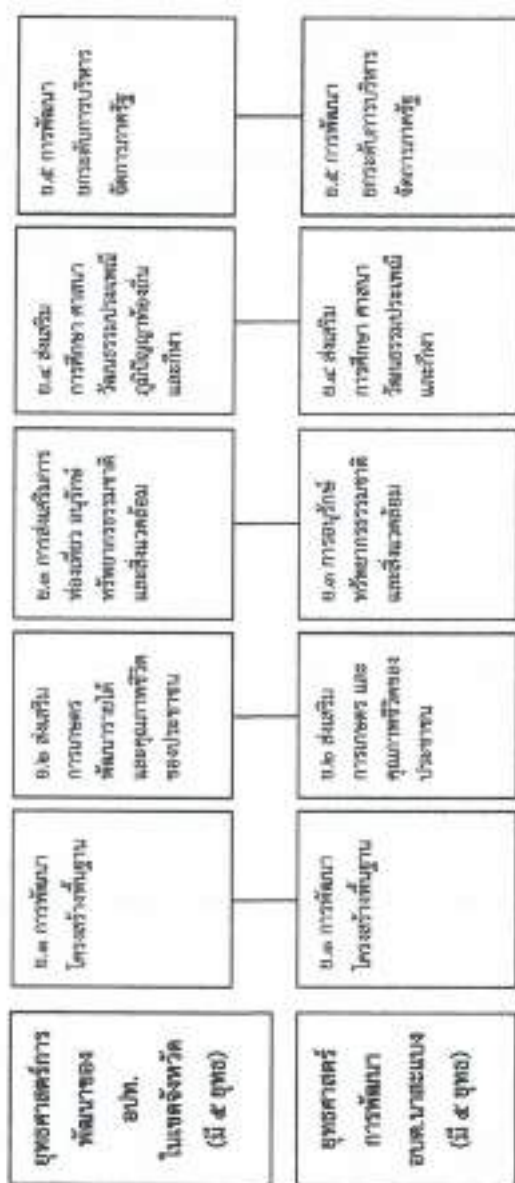 ยุทธศาสตร์การ
พัฒนาของ
อปท.
ในเขตจังหวัด
(มี ๕ ยุทธ)
ย.๑ การพัฒนา
โครงสร้างพื้นฐาน
ย.๒ ส่งเสริม
การเกษตร
พัฒนารายได้
และคุณภาพชีวิต
ของประชาชน
ย.๓ การส่งเสริมการ
ท่องเที่ยว อนุรักษ์
ทรัพยากรธรรมชาติ
และสิ่งแวดล้อม
ย.๔ ส่งเสริม
การศึกษา ศาสนา
วัฒนธรรมประเพณี
ภูมิปัญญาท้องถิ่น
และกีฬา
ย.๕ การพัฒนา
ยกระดับการบริหาร
จัดการภาครัฐ
ยุทธศาสตร์
การพัฒนา
อบต.นาสะแบง
(มี ๕ ยุทธ)
ย.๑ การพัฒนา
โครงสร้างพื้นฐาน
ย.๒ ส่งเสริม
การเกษตร และ
คุณภาพชีวิตของ
ประชาชน
ย.๓ การอนุรักษ์
ทรัพยากรธรรมชาติ
และสิ่งแวดล้อม
ย.๔ ส่งเสริม
การศึกษา ศาสนา
วัฒนธรรมประเพณี
และกีฬา
ย.๕ การพัฒนา
ยกระดับการบริหาร
จัดการภาครัฐ